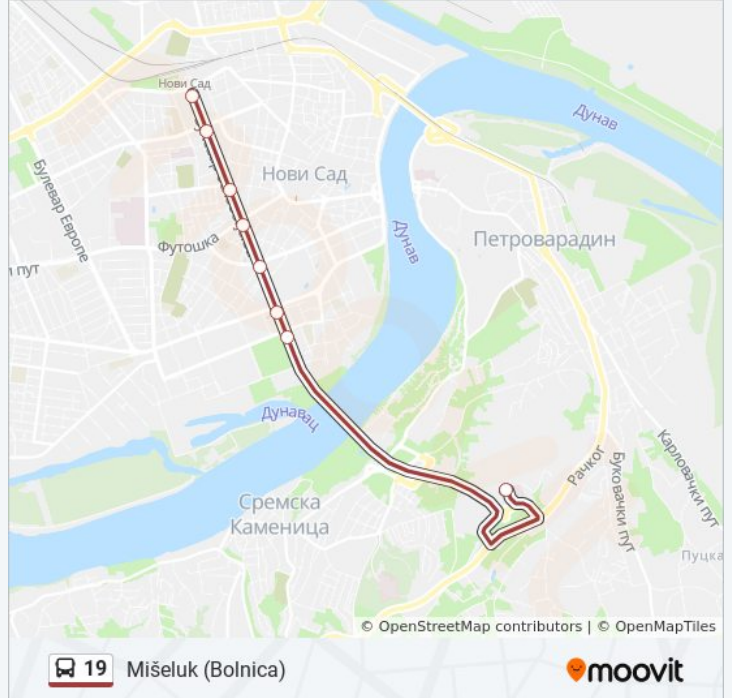 Нови Сад
Дунав
Нови Сад
Булевар Европе
Петроварадин
Дунав
Футошка
и пут
Дунавац
Рачког
Карловачки пут
Буковачки пут
Сремска
Каменица
Пуцка
© OpenStreetMap contributors | © OpenMapTiles
19 Mišeluk (Bolnica)
moovit